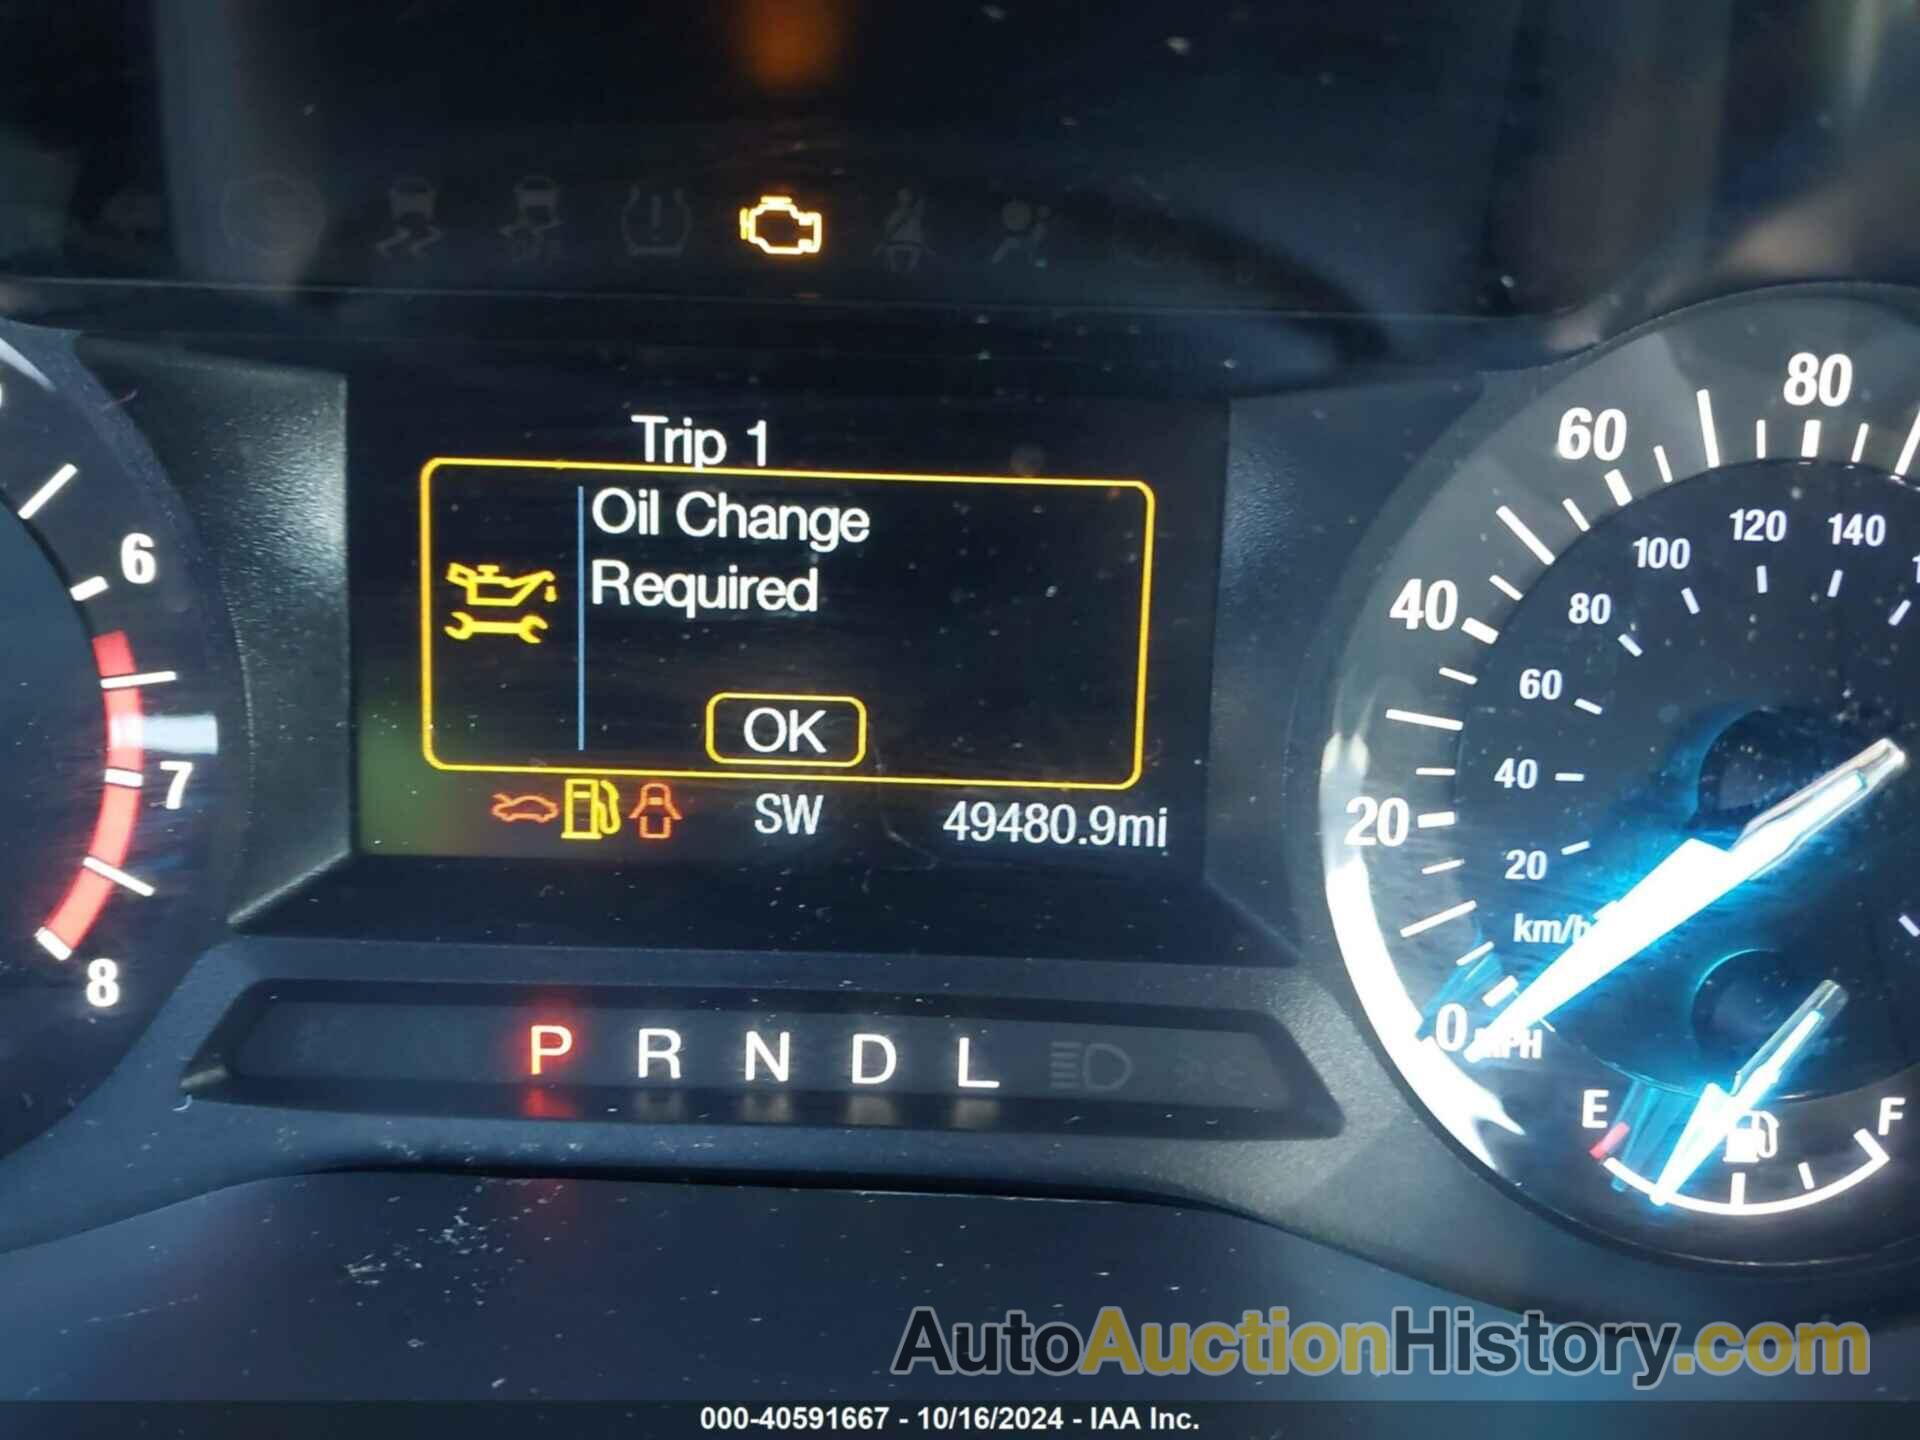 Trip 1
Oil Change
Required
OK
SW 49480.9mi
6
7
8
P R N D L
80
60
40
20
0 MPH
140
120
100
80
60
40
20
km/h
E F
AutoAuctionHistory.com
000-40591667 - 10/16/2024 - IAA Inc.